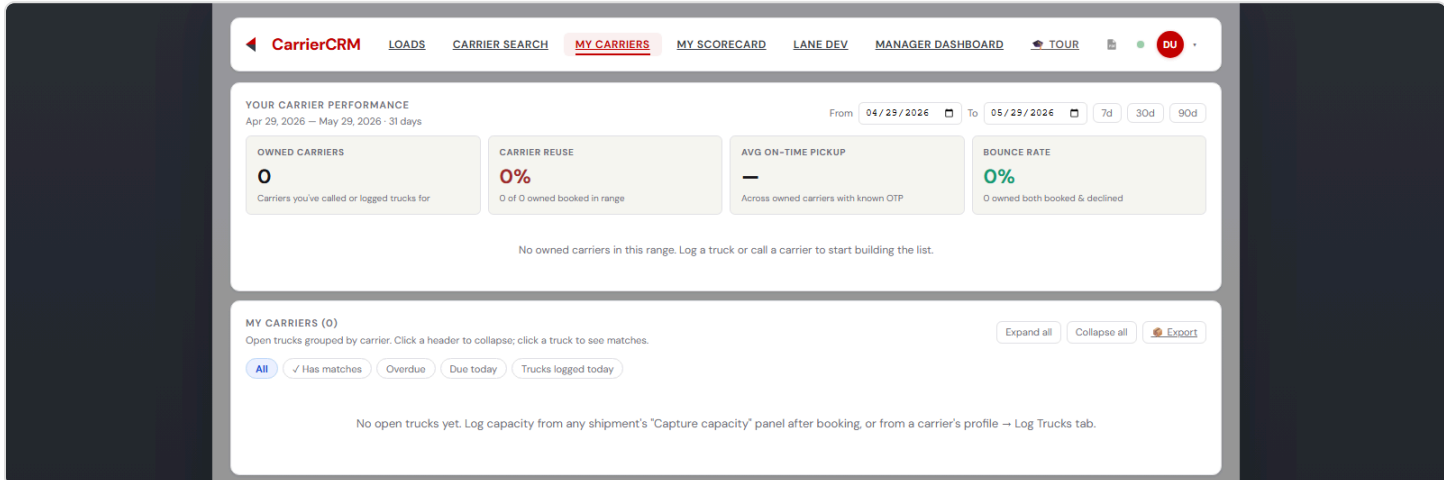 CarrierCRM LOADS CARRIER SEARCH MY CARRIERS MY SCORECARD LANE DEV MANAGER DASHBOARD TOUR DU
YOUR CARRIER PERFORMANCE
Apr 29, 2026 — May 29, 2026 · 31 days
From 04/29/2026 To 05/29/2026 7d 30d 90d
OWNED CARRIERS
0
Carriers you've called or logged trucks for
CARRIER REUSE
0%
0 of 0 owned booked in range
AVG ON-TIME PICKUP
—
Across owned carriers with known OTP
BOUNCE RATE
0%
0 owned both booked & declined
No owned carriers in this range. Log a truck or call a carrier to start building the list.
MY CARRIERS (0)
Open trucks grouped by carrier. Click a header to collapse; click a truck to see matches.
Expand all Collapse all Export
All ✓ Has matches Overdue Due today Trucks logged today
No open trucks yet. Log capacity from any shipment's "Capture capacity" panel after booking, or from a carrier's profile → Log Trucks tab.